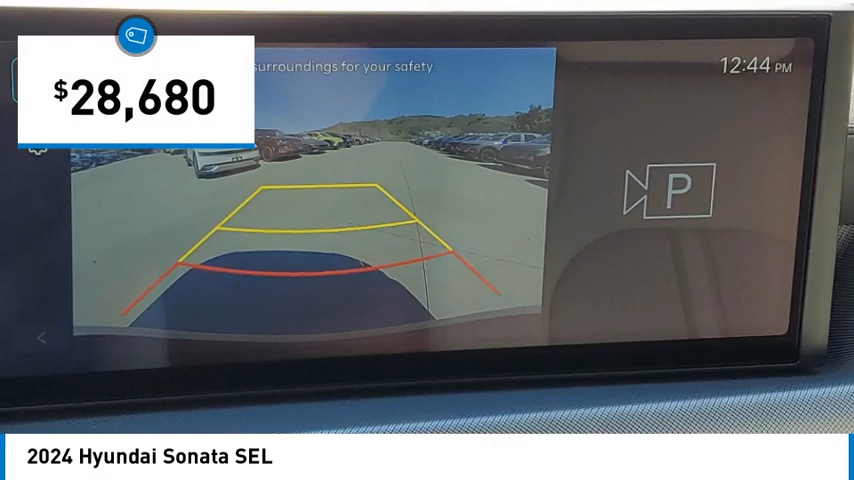 surroundings for your safety.
12:44 PM
$28,680
P
2024 Hyundai Sonata SEL